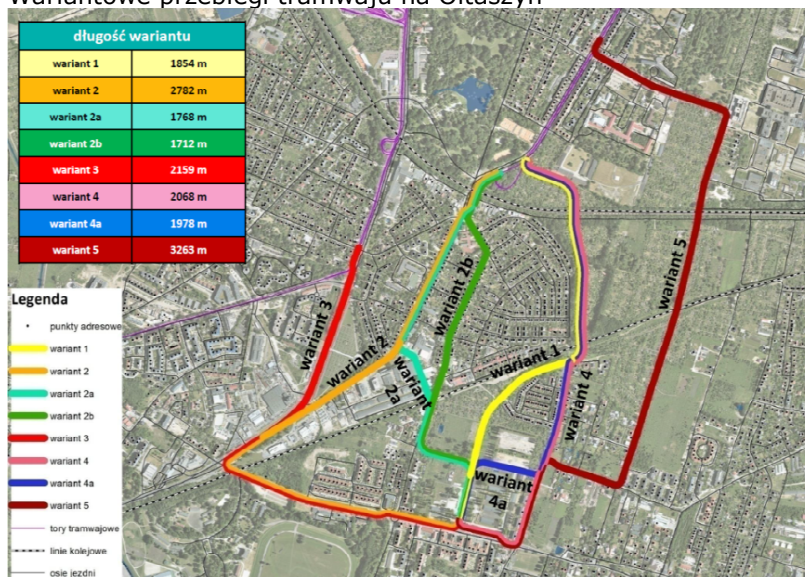 Wariantowe przebiegi tramwaju na Ołtaszyn
długość wariantu
wariant 1 1854 m
wariant 2 2782 m
wariant 2a 1768 m
wariant 2b 1712 m
wariant 3 2159 m
wariant 4 2068 m
wariant 4a 1978 m
wariant 5 3263 m
Legenda
punkty adresowe
wariant 1
wariant 2
wariant 2a
wariant 2b
wariant 3
wariant 4
wariant 4a
wariant 5
tory tramwajowe
linie kolejowe
osie jezdni
wariant 5
wariant 2b
wariant 3
wariant 2
wariant 1
wariant
2a
wariant 4
wariant
4a